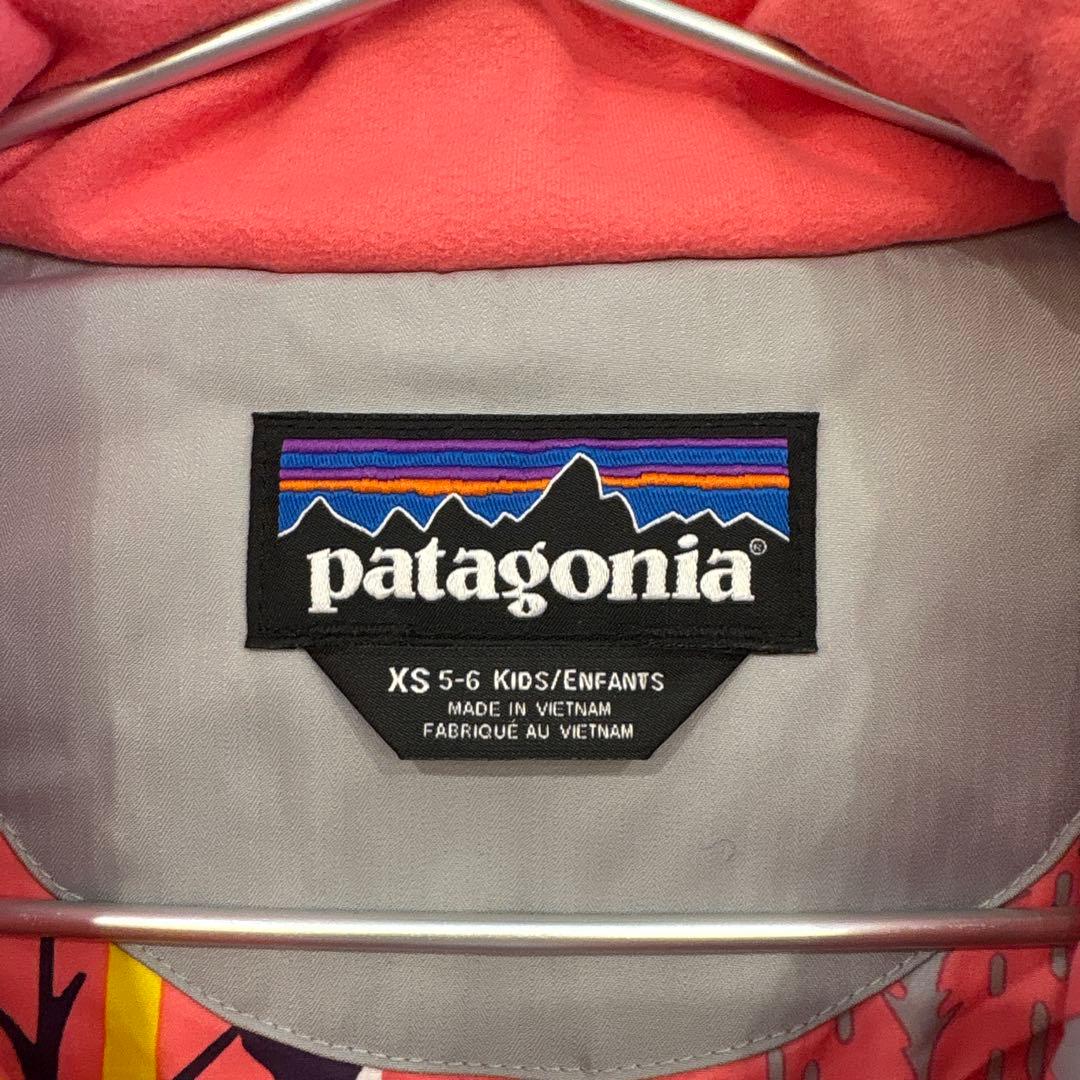 patagonia®
XS 5-6 KIDS/ENFANTS
MADE IN VIETNAM
FABRIQUÉ AU VIETNAM